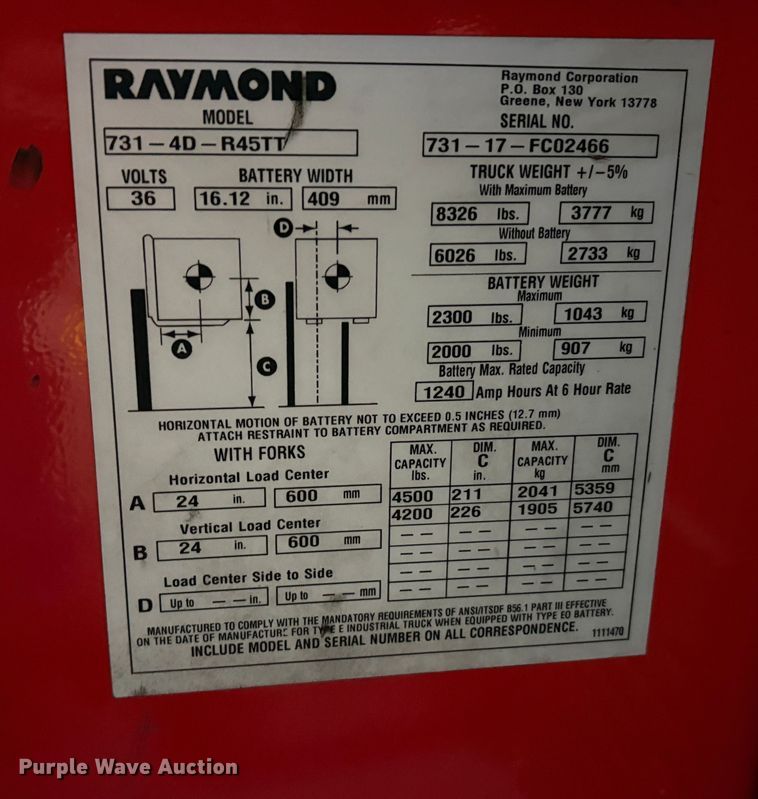 RAYMOND
Raymond Corporation
P.O. Box 130
Greene, New York 13778
MODEL
731-4D-R45TT
SERIAL NO.
731-17-FC02466
VOLTS
36
BATTERY WIDTH
16.12 in. 409 mm
TRUCK WEIGHT +/-5%
With Maximum Battery
8326 lbs. 3777 kg
Without Battery
6026 lbs. 2733 kg
BATTERY WEIGHT
Maximum
2300 lbs. 1043 kg
Minimum
2000 lbs. 907 kg
Battery Max. Rated Capacity
1240 Amp Hours At 6 Hour Rate
D
B
A
C
HORIZONTAL MOTION OF BATTERY NOT TO EXCEED 0.5 INCHES (12.7 mm)
ATTACH RESTRAINT TO BATTERY COMPARTMENT AS REQUIRED.
WITH FORKS
Horizontal Load Center
A 24 in. 600 mm
Vertical Load Center
B 24 in. 600 mm
Load Center Side to Side
D Up to -- in. Up to -- mm
MAX. CAPACITY lbs. DIM. C in. MAX. CAPACITY kg DIM. C mm
4500 211 2041 5359
4200 226 1905 5740
-- -- -- --
-- -- -- --
-- -- -- --
-- -- -- --
MANUFACTURED TO COMPLY WITH THE MANDATORY REQUIREMENTS OF ANSI/ITSDF B56.1 PART III EFFECTIVE
ON THE DATE OF MANUFACTURE FOR TYPE E INDUSTRIAL TRUCK WHEN EQUIPPED WITH TYPE EO BATTERY.
INCLUDE MODEL AND SERIAL NUMBER ON ALL CORRESPONDENCE. 1111470
Purple Wave Auction